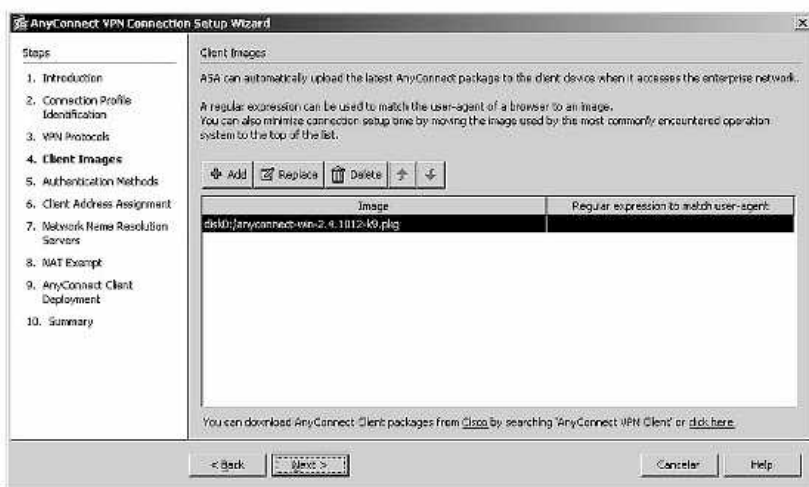 AnyConnect VPN Connection Setup Wizard
Steps
1. Introduction
2. Connection Profile
Identification
3. VPN Protocols
4. Client Images
5. Authentication Methods
6. Client Address Assignment
7. Network Name Resolution
Servers
8. NAT Exempt
9. AnyConnect Client
Deployment
10. Summary
Client Images
ASA can automatically upload the latest AnyConnect package to the client device when it accesses the enterprise network.
A regular expression can be used to match the user-agent of a browser to an image.
You can also minimize connection setup time by moving the image used by the most commonly encountered operation
system to the top of the list.
Add Replace Delete
Image Regular expression to match user-agent
disk0:/anyconnect-win-2.4.1012-k9.pkg
You can download AnyConnect Client packages from Cisco by searching 'AnyConnect VPN Client' or click here.
< Back Next > Cancelar Help